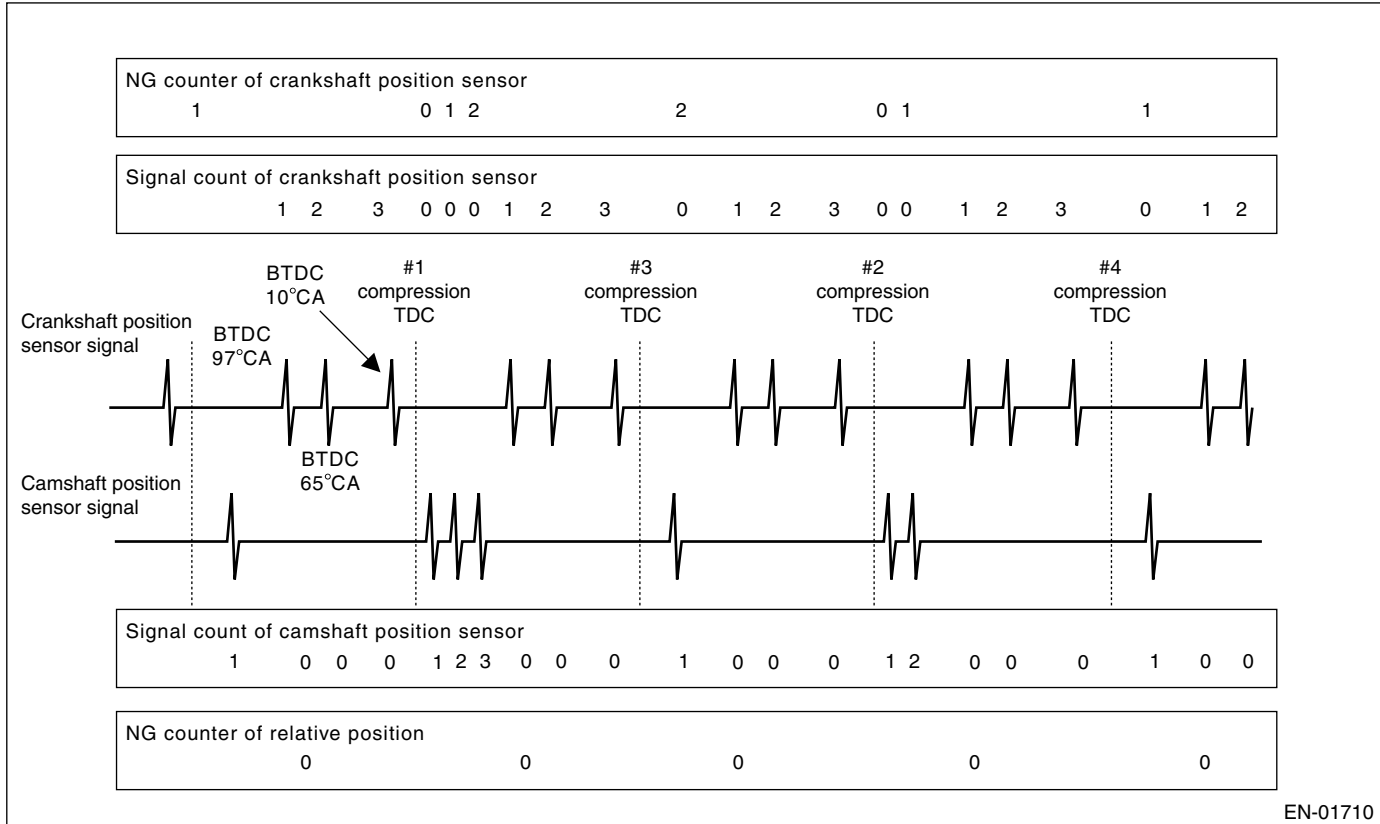 NG counter of crankshaft position sensor
1 0 1 2 2 0 1 1
Signal count of crankshaft position sensor
1 2 3 0 0 0 1 2 3 0 1 2 3 0 0 1 2 3 0 1 2
BTDC
10°CA
#1
compression
TDC
#3
compression
TDC
#2
compression
TDC
#4
compression
TDC
Crankshaft position
sensor signal
BTDC
97°CA
BTDC
65°CA
Camshaft position
sensor signal
Signal count of camshaft position sensor
1 0 0 0 1 2 3 0 0 0 1 0 0 0 1 2 0 0 0 1 0 0
NG counter of relative position
0 0 0 0 0
EN-01710